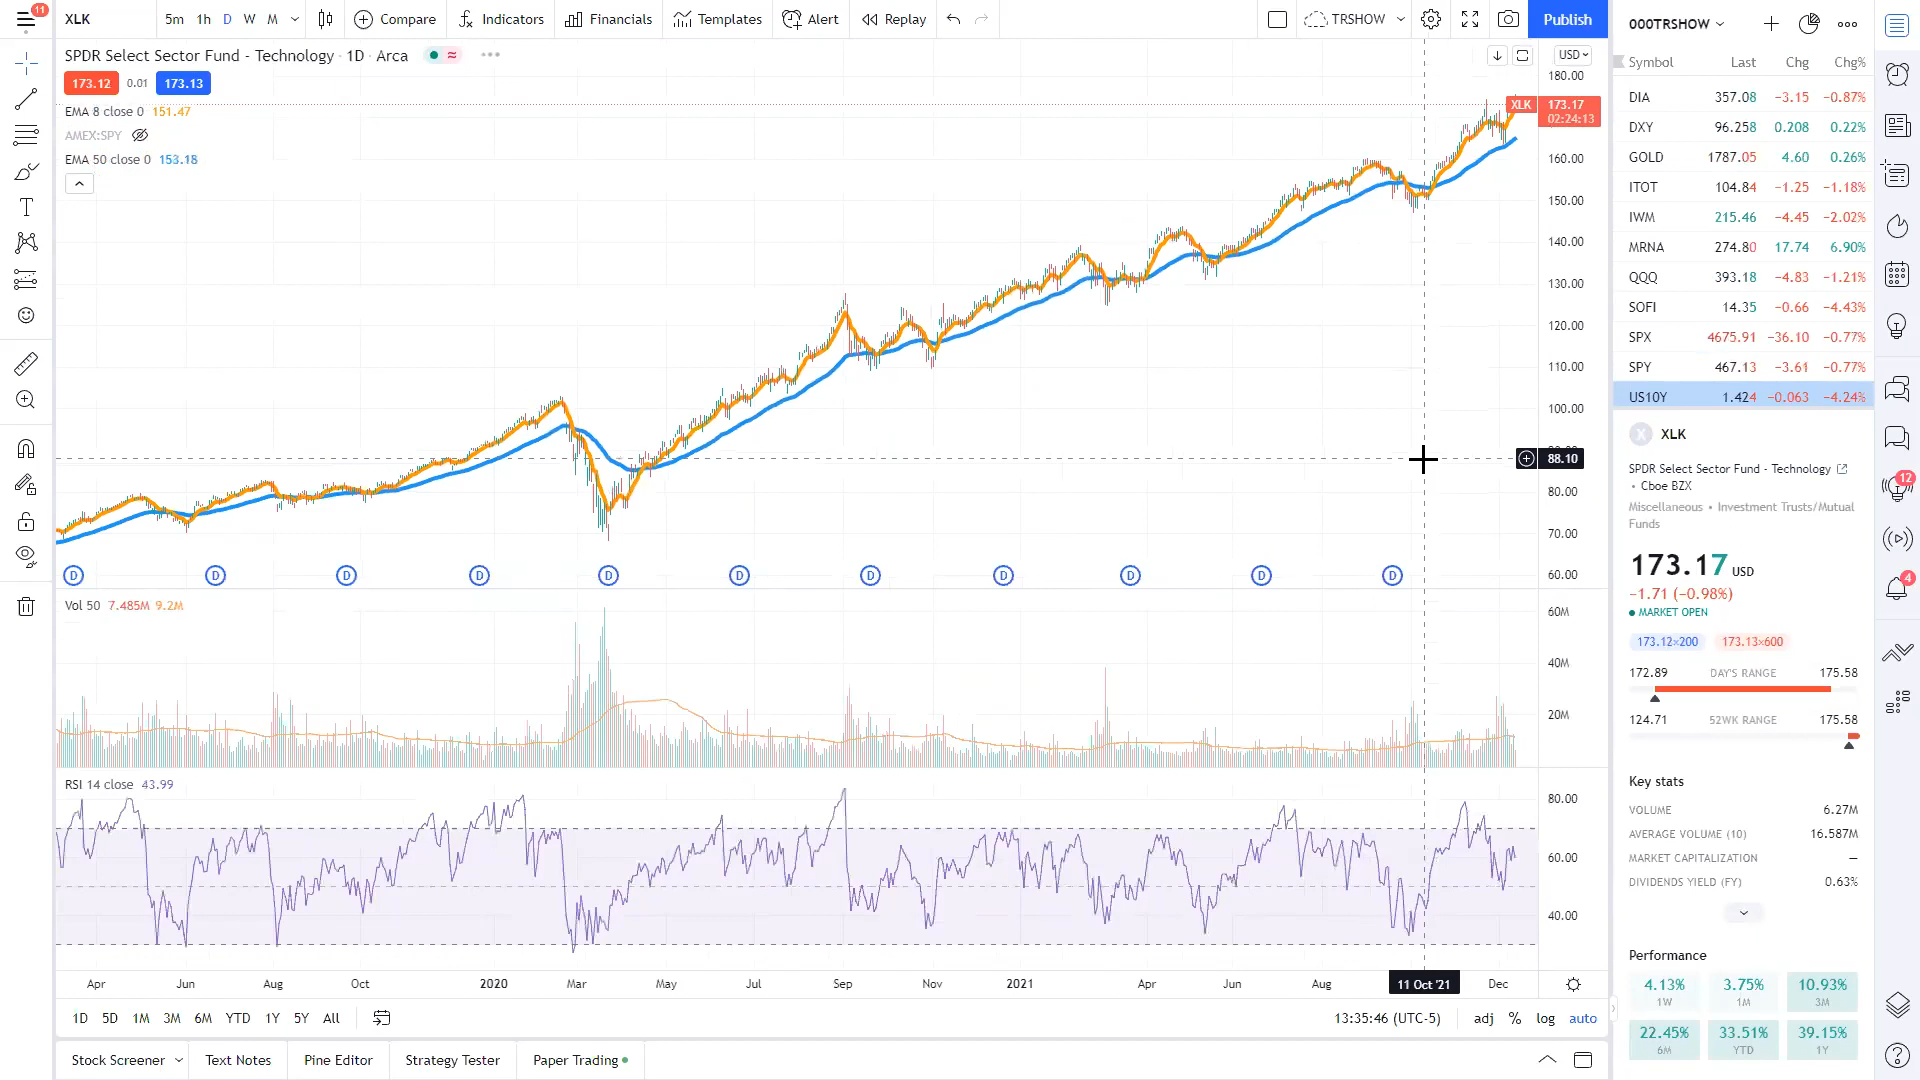 11
XLK
5m 1h D W M
Compare
Indicators
Financials
Templates
Alert
Replay
TRSHOW
Publish
SPDR Select Sector Fund - Technology · 1D · Arca
USD
173.12 0.01 173.13
EMA 8 close 0 151.47
AMEX:SPY
EMA 50 close 0 153.18
180.00
XLK 173.17
02:24:13
160.00
150.00
140.00
130.00
120.00
110.00
100.00
88.10
80.00
70.00
60.00
D D D D D D D D D D D
Vol 50 7.485M 9.2M
60M
40M
20M
RSI 14 close 43.99
80.00
60.00
40.00
Apr Jun Aug Oct 2020 Mar May Jul Sep Nov 2021 Apr Jun Aug 11 Oct '21 Dec
1D 5D 1M 3M 6M YTD 1Y 5Y All
13:35:46 (UTC-5) adj % log auto
Stock Screener Text Notes Pine Editor Strategy Tester Paper Trading
000TRSHOW
Symbol Last Chg Chg%
DIA 357.08 −3.15 −0.87%
DXY 96.258 0.208 0.22%
GOLD 1787.05 4.60 0.26%
ITOT 104.84 −1.25 −1.18%
IWM 215.46 −4.45 −2.02%
MRNA 274.80 17.74 6.90%
QQQ 393.18 −4.83 −1.21%
SOFI 14.35 −0.66 −4.43%
SPX 4675.91 −36.10 −0.77%
SPY 467.13 −3.61 −0.77%
US10Y 1.424 −0.063 −4.24%
X XLK
SPDR Select Sector Fund - Technology
• Cboe BZX
Miscellaneous • Investment Trusts/Mutual
Funds
173.17 USD
−1.71 (−0.98%)
MARKET OPEN
173.12×200 173.13×600
172.89 DAY'S RANGE 175.58
124.71 52WK RANGE 175.58
Key stats
VOLUME 6.27M
AVERAGE VOLUME (10) 16.587M
MARKET CAPITALIZATION —
DIVIDENDS YIELD (FY) 0.63%
Performance
4.13% 3.75% 10.93%
1W 1M 3M
22.45% 33.51% 39.15%
6M YTD 1Y
12
4